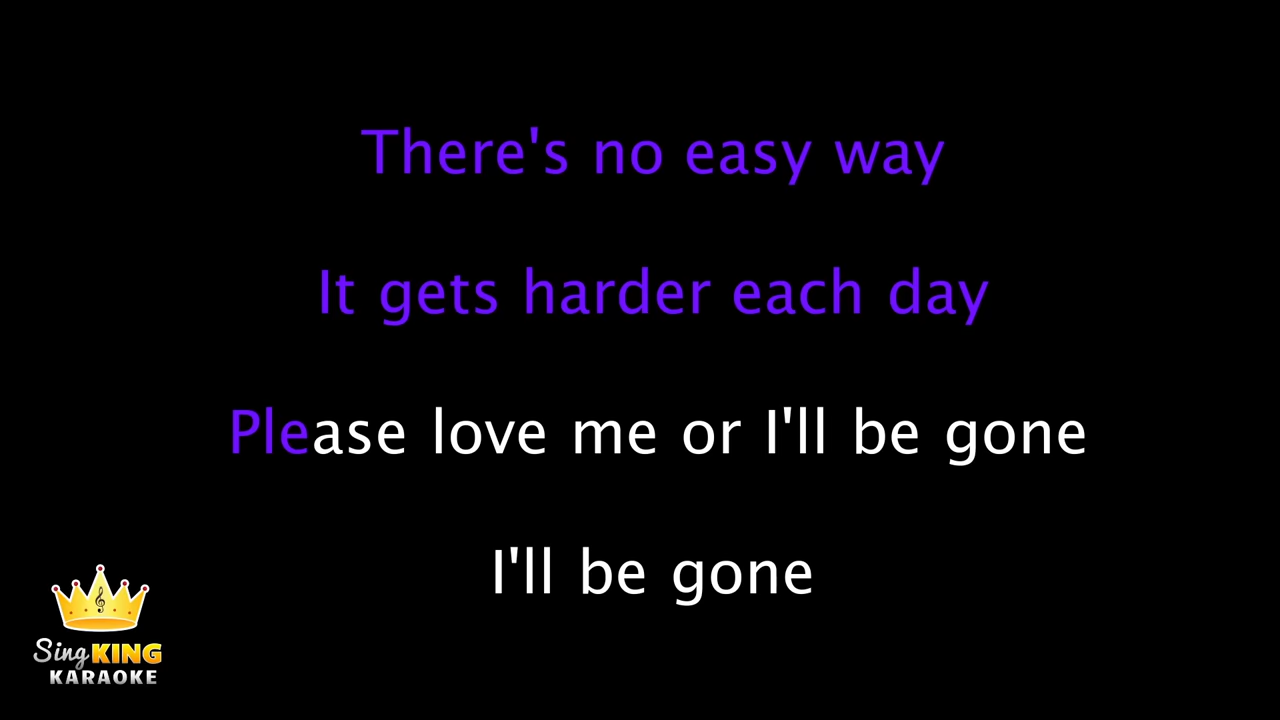 There's no easy way
It gets harder each day
Please love me or I'll be gone
I'll be gone
Sing KING
KARAOKE